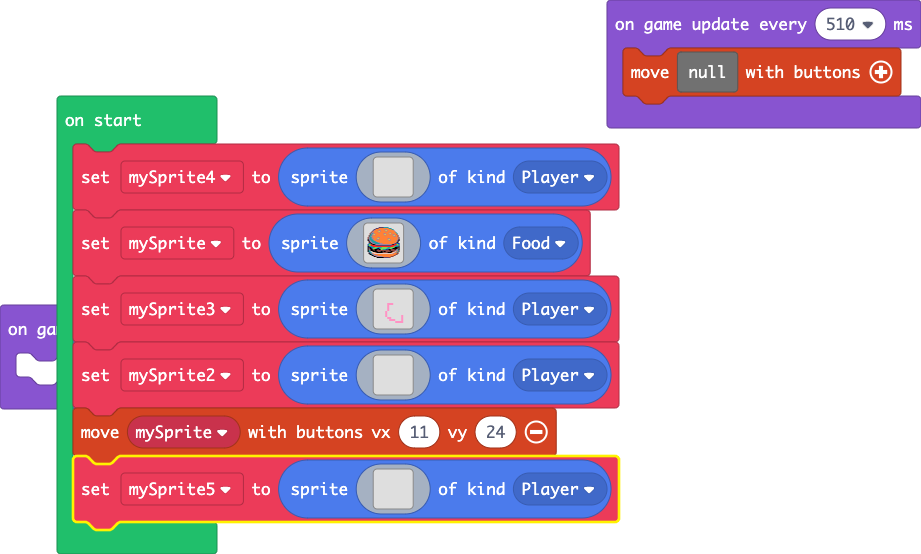 on game update every 510 ms
move null with buttons
on start
set mySprite4 to sprite of kind Player
set mySprite to sprite of kind Food
set mySprite3 to sprite of kind Player
on
set mySprite2 to sprite of kind Player
move mySprite with buttons vx 11 vy 24
set mySprite5 to sprite of kind Player